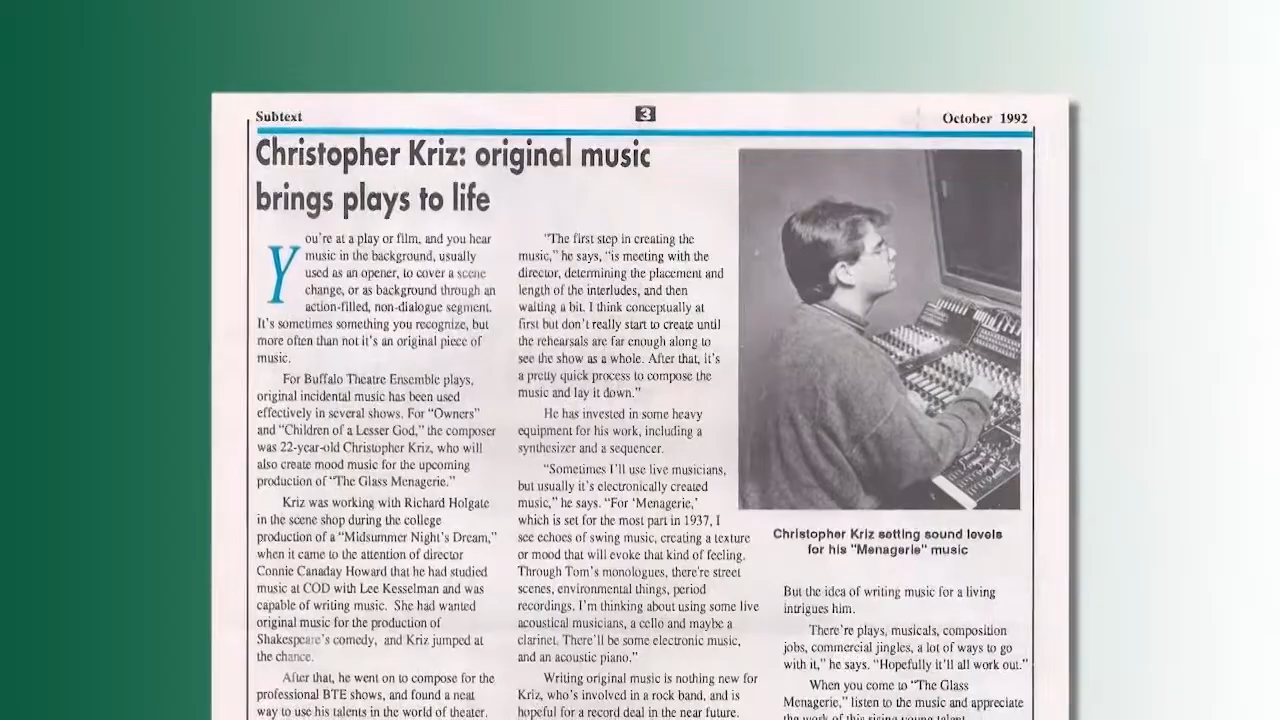 Subtext
3
October 1992
Christopher Kriz: original music
brings plays to life
You're at a play or film, and you hear
music in the background, usually
used as an opener, to cover a scene
change, or as background through an
action-filled, non-dialogue segment.
It's sometimes something you recognize, but
more often than not it's an original piece of
music.
For Buffalo Theatre Ensemble plays,
original incidental music has been used
effectively in several shows. For "Owners"
and "Children of a Lesser God," the composer
was 22-year-old Christopher Kriz, who will
also create mood music for the upcoming
production of "The Glass Menagerie."
Kriz was working with Richard Holgate
in the scene shop during the college
production of a "Midsummer Night's Dream,"
when it came to the attention of director
Connie Canaday Howard that he had studied
music at COD with Lee Kesselman and was
capable of writing music. She had wanted
original music for the production of
Shakespeare's comedy, and Kriz jumped at
the chance.
After that, he went on to compose for the
professional BTE shows, and found a neat
way to use his talents in the world of theater.
"The first step in creating the
music," he says, "is meeting with the
director, determining the placement and
length of the interludes, and then
waiting a bit. I think conceptually at
first but don't really start to create until
the rehearsals are far enough along to
see the show as a whole. After that, it's
a pretty quick process to compose the
music and lay it down."
He has invested in some heavy
equipment for his work, including a
synthesizer and a sequencer.
"Sometimes I'll use live musicians,
but usually it's electronically created
music," he says. "For 'Menagerie,'
which is set for the most part in 1937, I
see echoes of swing music, creating a texture
or mood that will evoke that kind of feeling.
Through Tom's monologues, there're street
scenes, environmental things, period
recordings. I'm thinking about using some live
acoustical musicians, a cello and maybe a
clarinet. There'll be some electronic music,
and an acoustic piano."
Writing original music is nothing new for
Kriz, who's involved in a rock band, and is
hopeful for a record deal in the near future.
Christopher Kriz setting sound levels
for his "Menagerie" music
But the idea of writing music for a living
intrigues him.
There're plays, musicals, composition
jobs, commercial jingles, a lot of ways to go
with it," he says. "Hopefully it'll all work out."
When you come to "The Glass
Menagerie," listen to the music and appreciate
the work of this rising young talent.